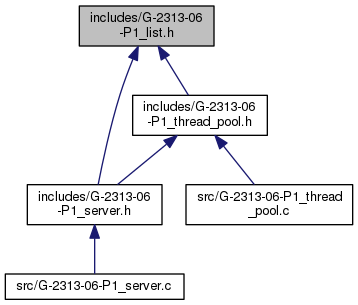 includes/G-2313-06
-P1_list.h
includes/G-2313-06
-P1_thread_pool.h
includes/G-2313-06
-P1_server.h
src/G-2313-06-P1_thread
_pool.c
src/G-2313-06-P1_server.c